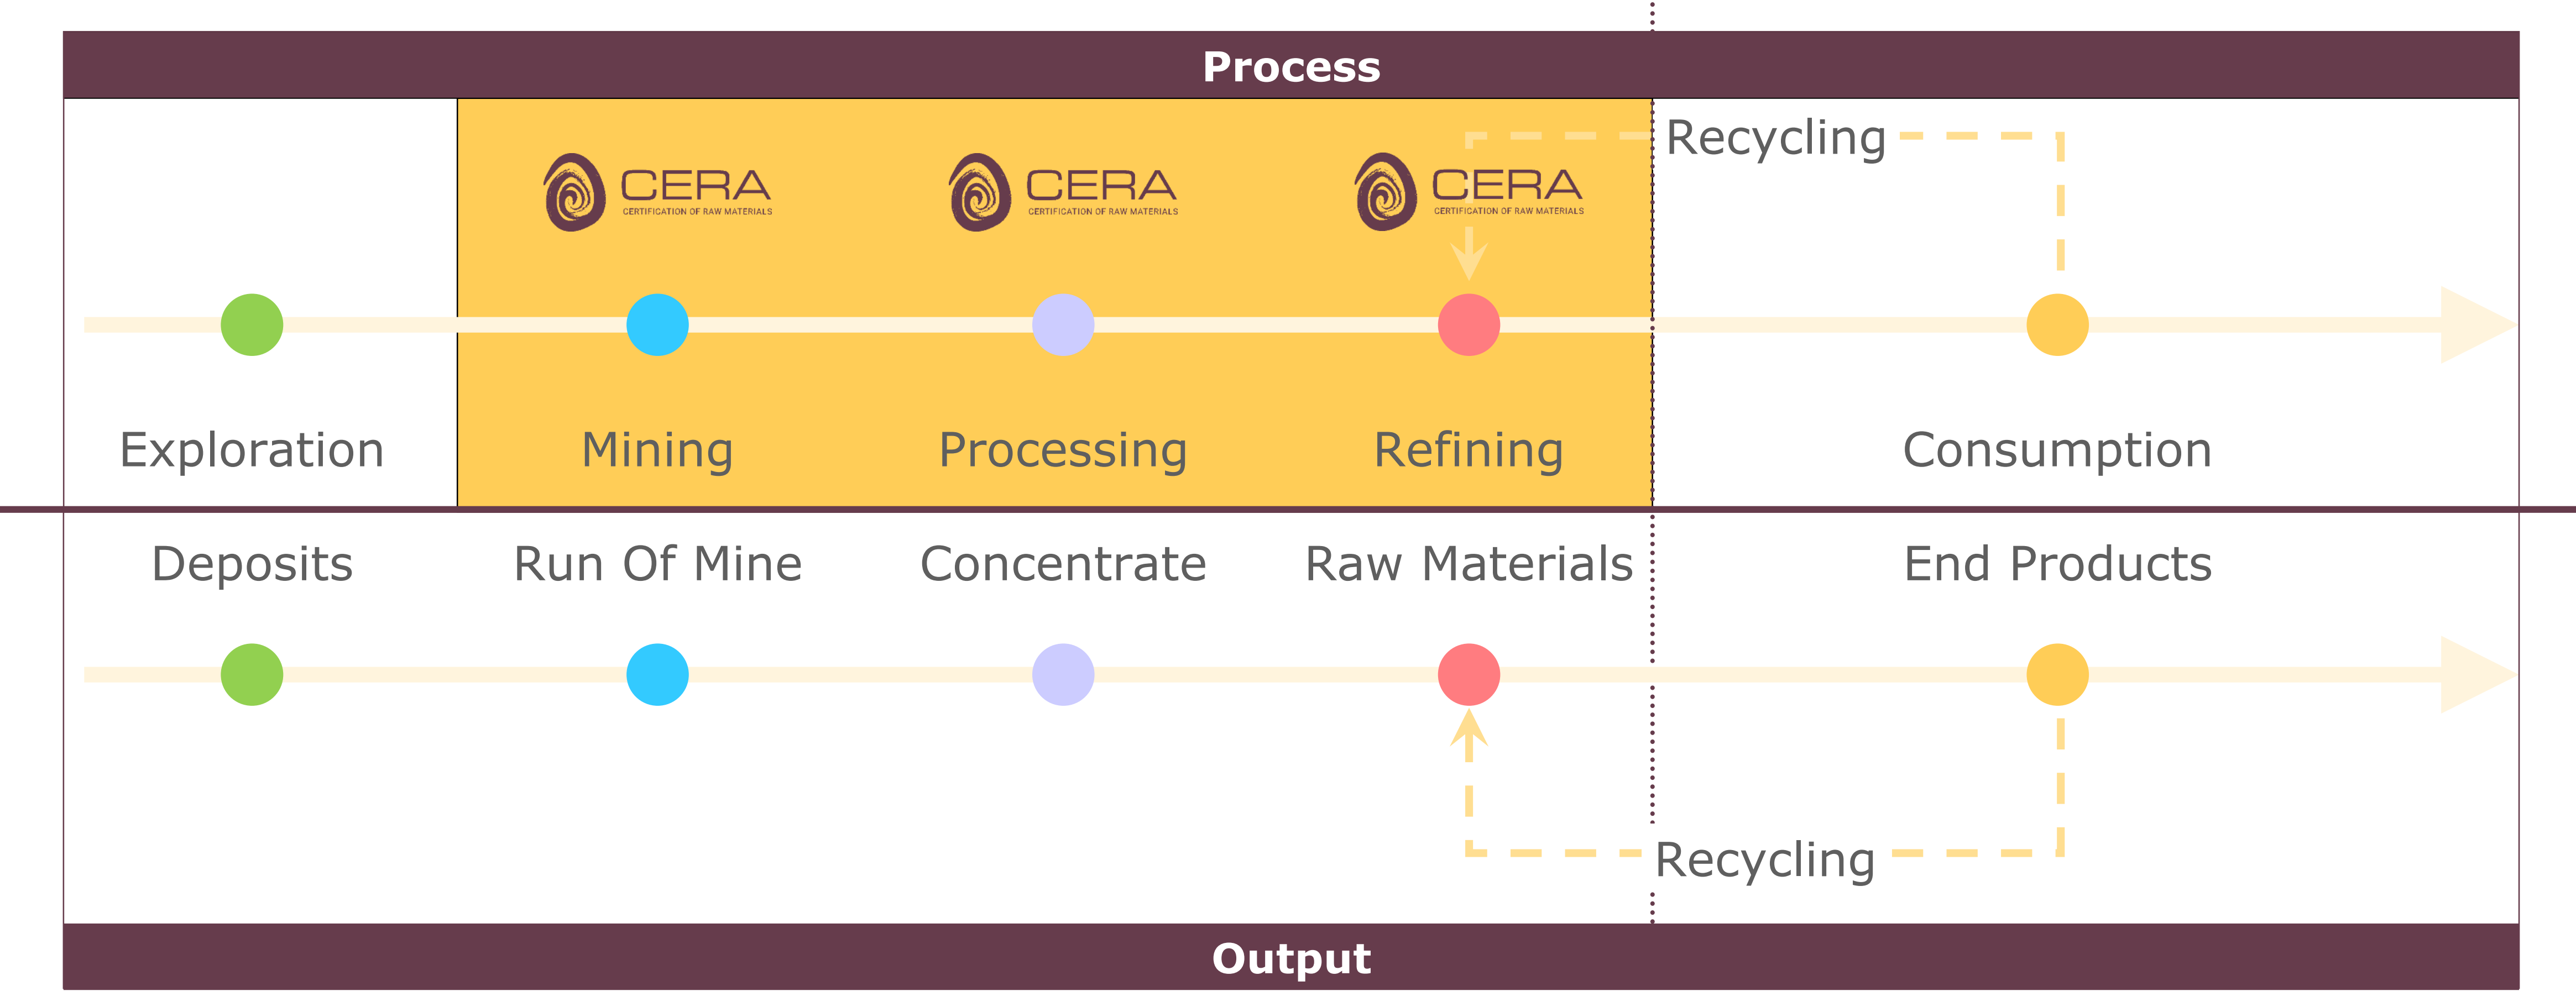 Process
Recycling
CERA
CERTIFICATION OF RAW MATERIALS
CERA
CERTIFICATION OF RAW MATERIALS
CERA
CERTIFICATION OF RAW MATERIALS
Exploration
Mining
Processing
Refining
Consumption
Deposits
Run Of Mine
Concentrate
Raw Materials
End Products
Recycling
Output